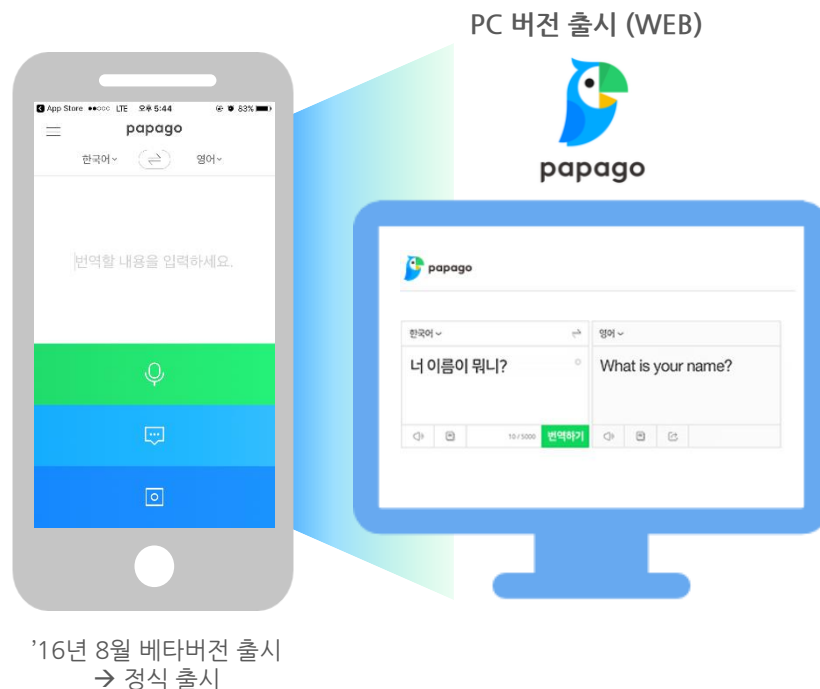 PC 버전 출시 (WEB)
papago
App Store LTE 오후 5:44 83%
papago
한국어 영어
번역할 내용을 입력하세요.
papago
한국어 영어
너 이름이 뭐니? What is your name?
10 / 5000 번역하기
'16년 8월 베타버전 출시
→ 정식 출시